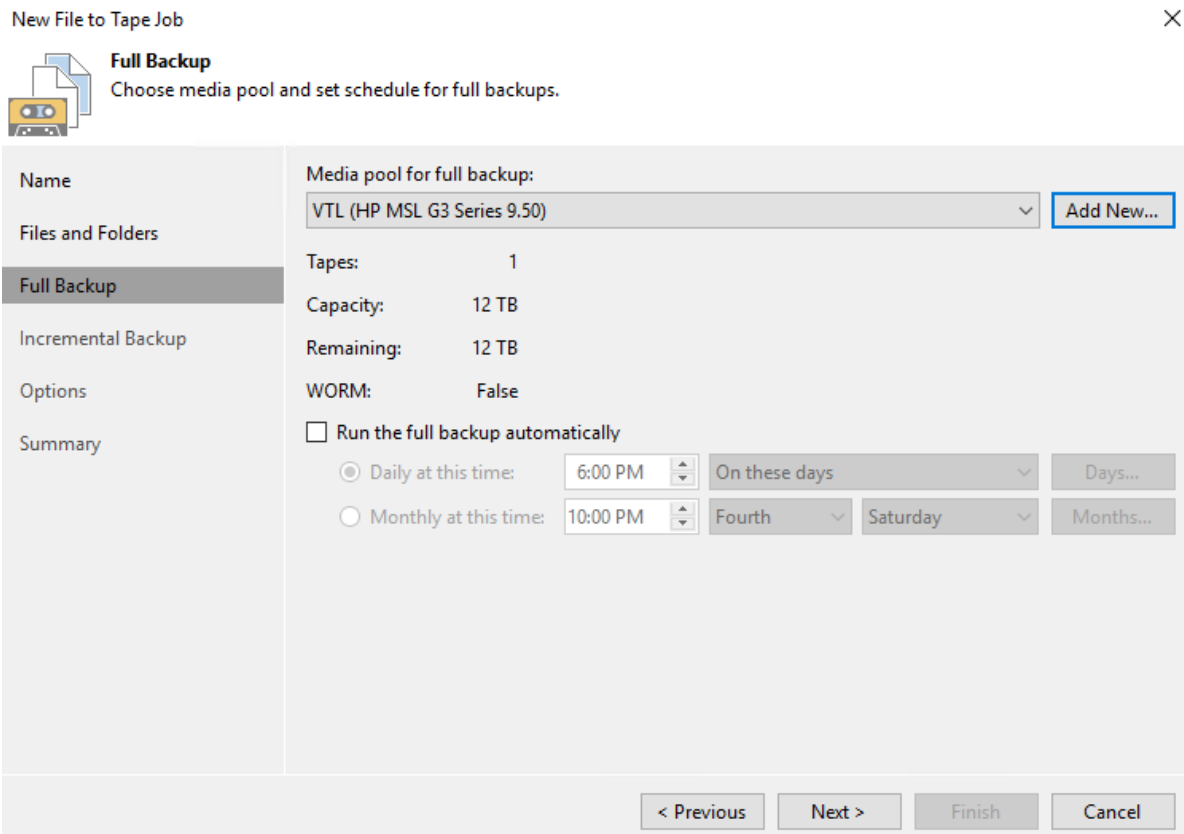 New File to Tape Job
Full Backup
Choose media pool and set schedule for full backups.
Name
Files and Folders
Full Backup
Incremental Backup
Options
Summary
Media pool for full backup:
VTL (HP MSL G3 Series 9.50) Add New...
Tapes: 1
Capacity: 12 TB
Remaining: 12 TB
WORM: False
Run the full backup automatically
Daily at this time: 6:00 PM On these days Days...
Monthly at this time: 10:00 PM Fourth Saturday Months...
< Previous Next > Finish Cancel